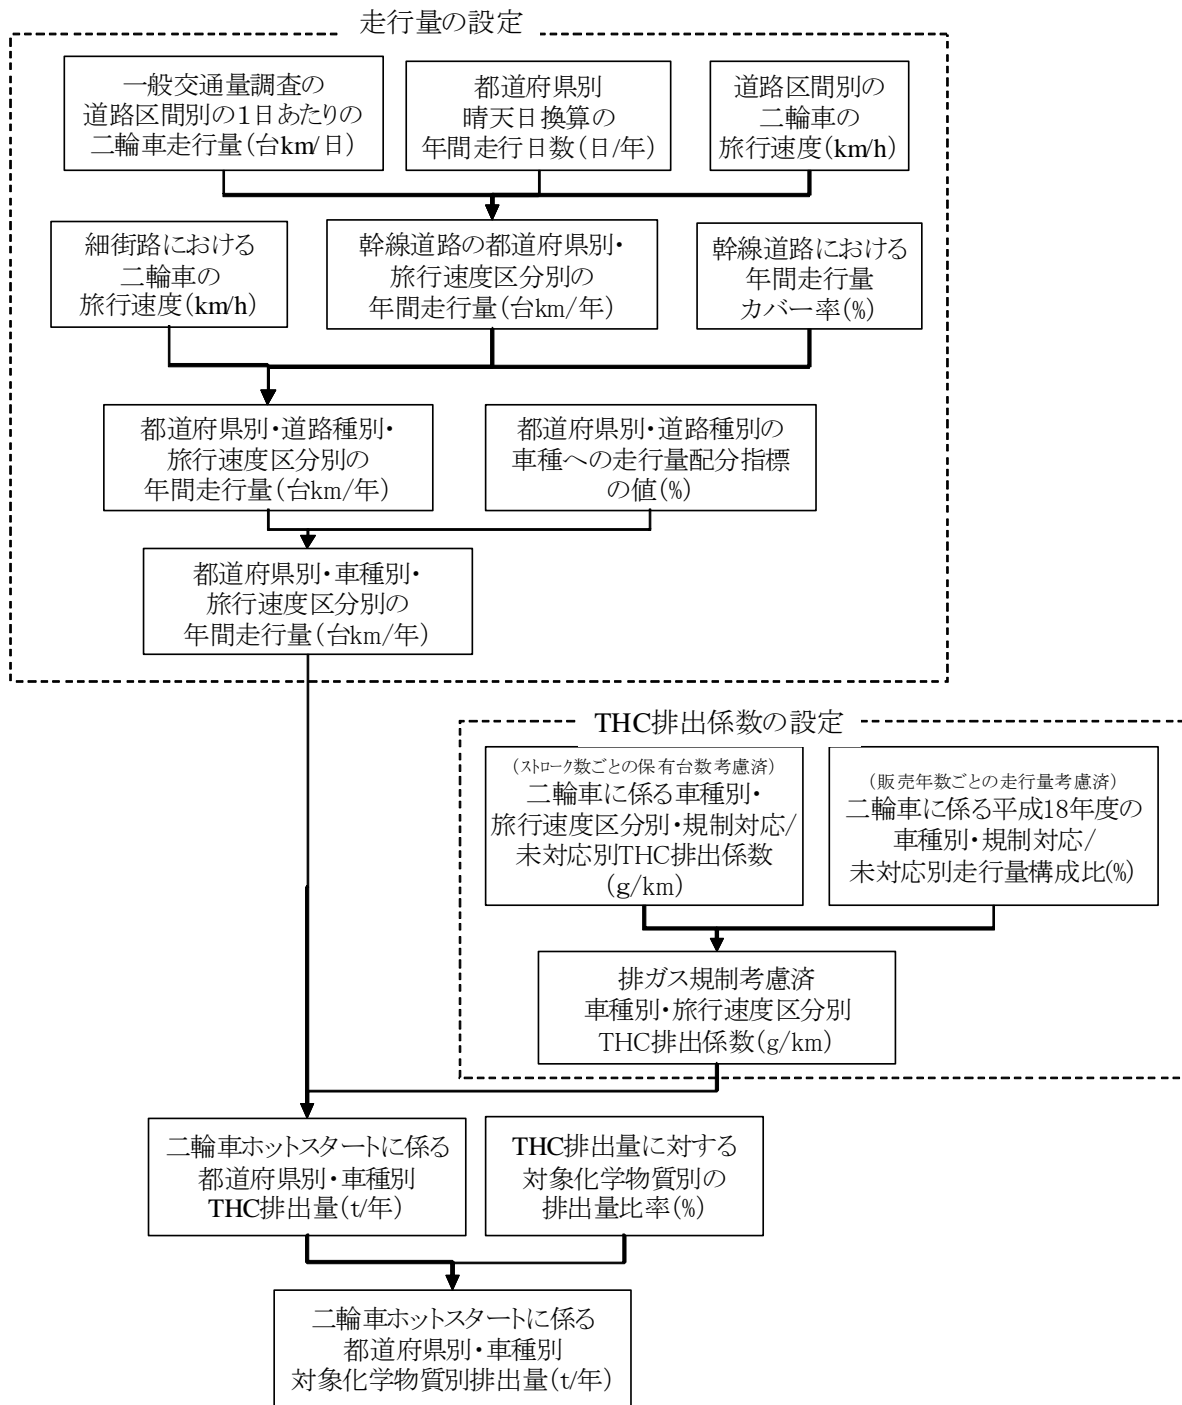 走行量の設定
一般交通量調査の
道路区間別の1日あたりの
二輪車走行量(台km/日)
都道府県別
晴天日換算の
年間走行日数(日/年)
道路区間別の
二輪車の
旅行速度(km/h)
細街路における
二輪車の
旅行速度(km/h)
幹線道路の都道府県別・
旅行速度区分別の
年間走行量(台km/年)
幹線道路における
年間走行量
カバー率(%)
都道府県別・道路種別・
旅行速度区分別の
年間走行量(台km/年)
都道府県別・道路種別の
車種への走行量配分指標
の値(%)
都道府県別・車種別・
旅行速度区分別の
年間走行量(台km/年)
THC排出係数の設定
(ストローク数ごとの保有台数考慮済)
二輪車に係る車種別・
旅行速度区分別・規制対応/
未対応別THC排出係数
(g/km)
(販売年数ごとの走行量考慮済)
二輪車に係る平成18年度の
車種別・規制対応/
未対応別走行量構成比(%)
排ガス規制考慮済
車種別・旅行速度区分別
THC排出係数(g/km)
二輪車ホットスタートに係る
都道府県別・車種別
THC排出量(t/年)
THC排出量に対する
対象化学物質別の
排出量比率(%)
二輪車ホットスタートに係る
都道府県別・車種別
対象化学物質別排出量(t/年)